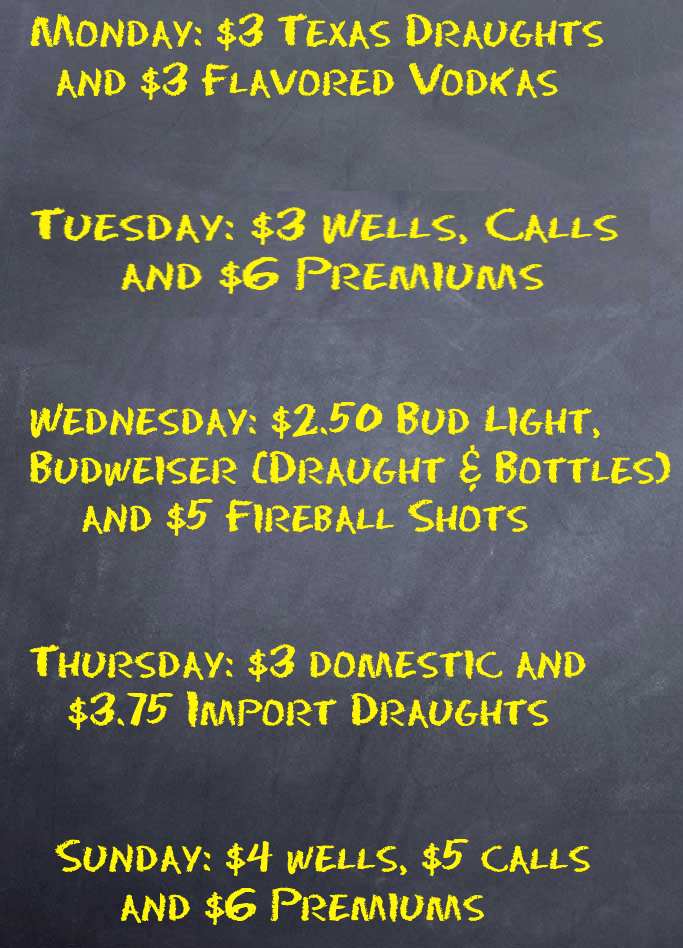 Monday: $3 Texas Draughts
and $3 Flavored Vodkas
Tuesday: $3 Wells, Calls
and $6 Premiums
Wednesday: $2.50 Bud Light,
Budweiser (Draught & Bottles)
and $5 Fireball Shots
Thursday: $3 domestic and
$3.75 Import Draughts
Sunday: $4 wells, $5 calls
and $6 Premiums